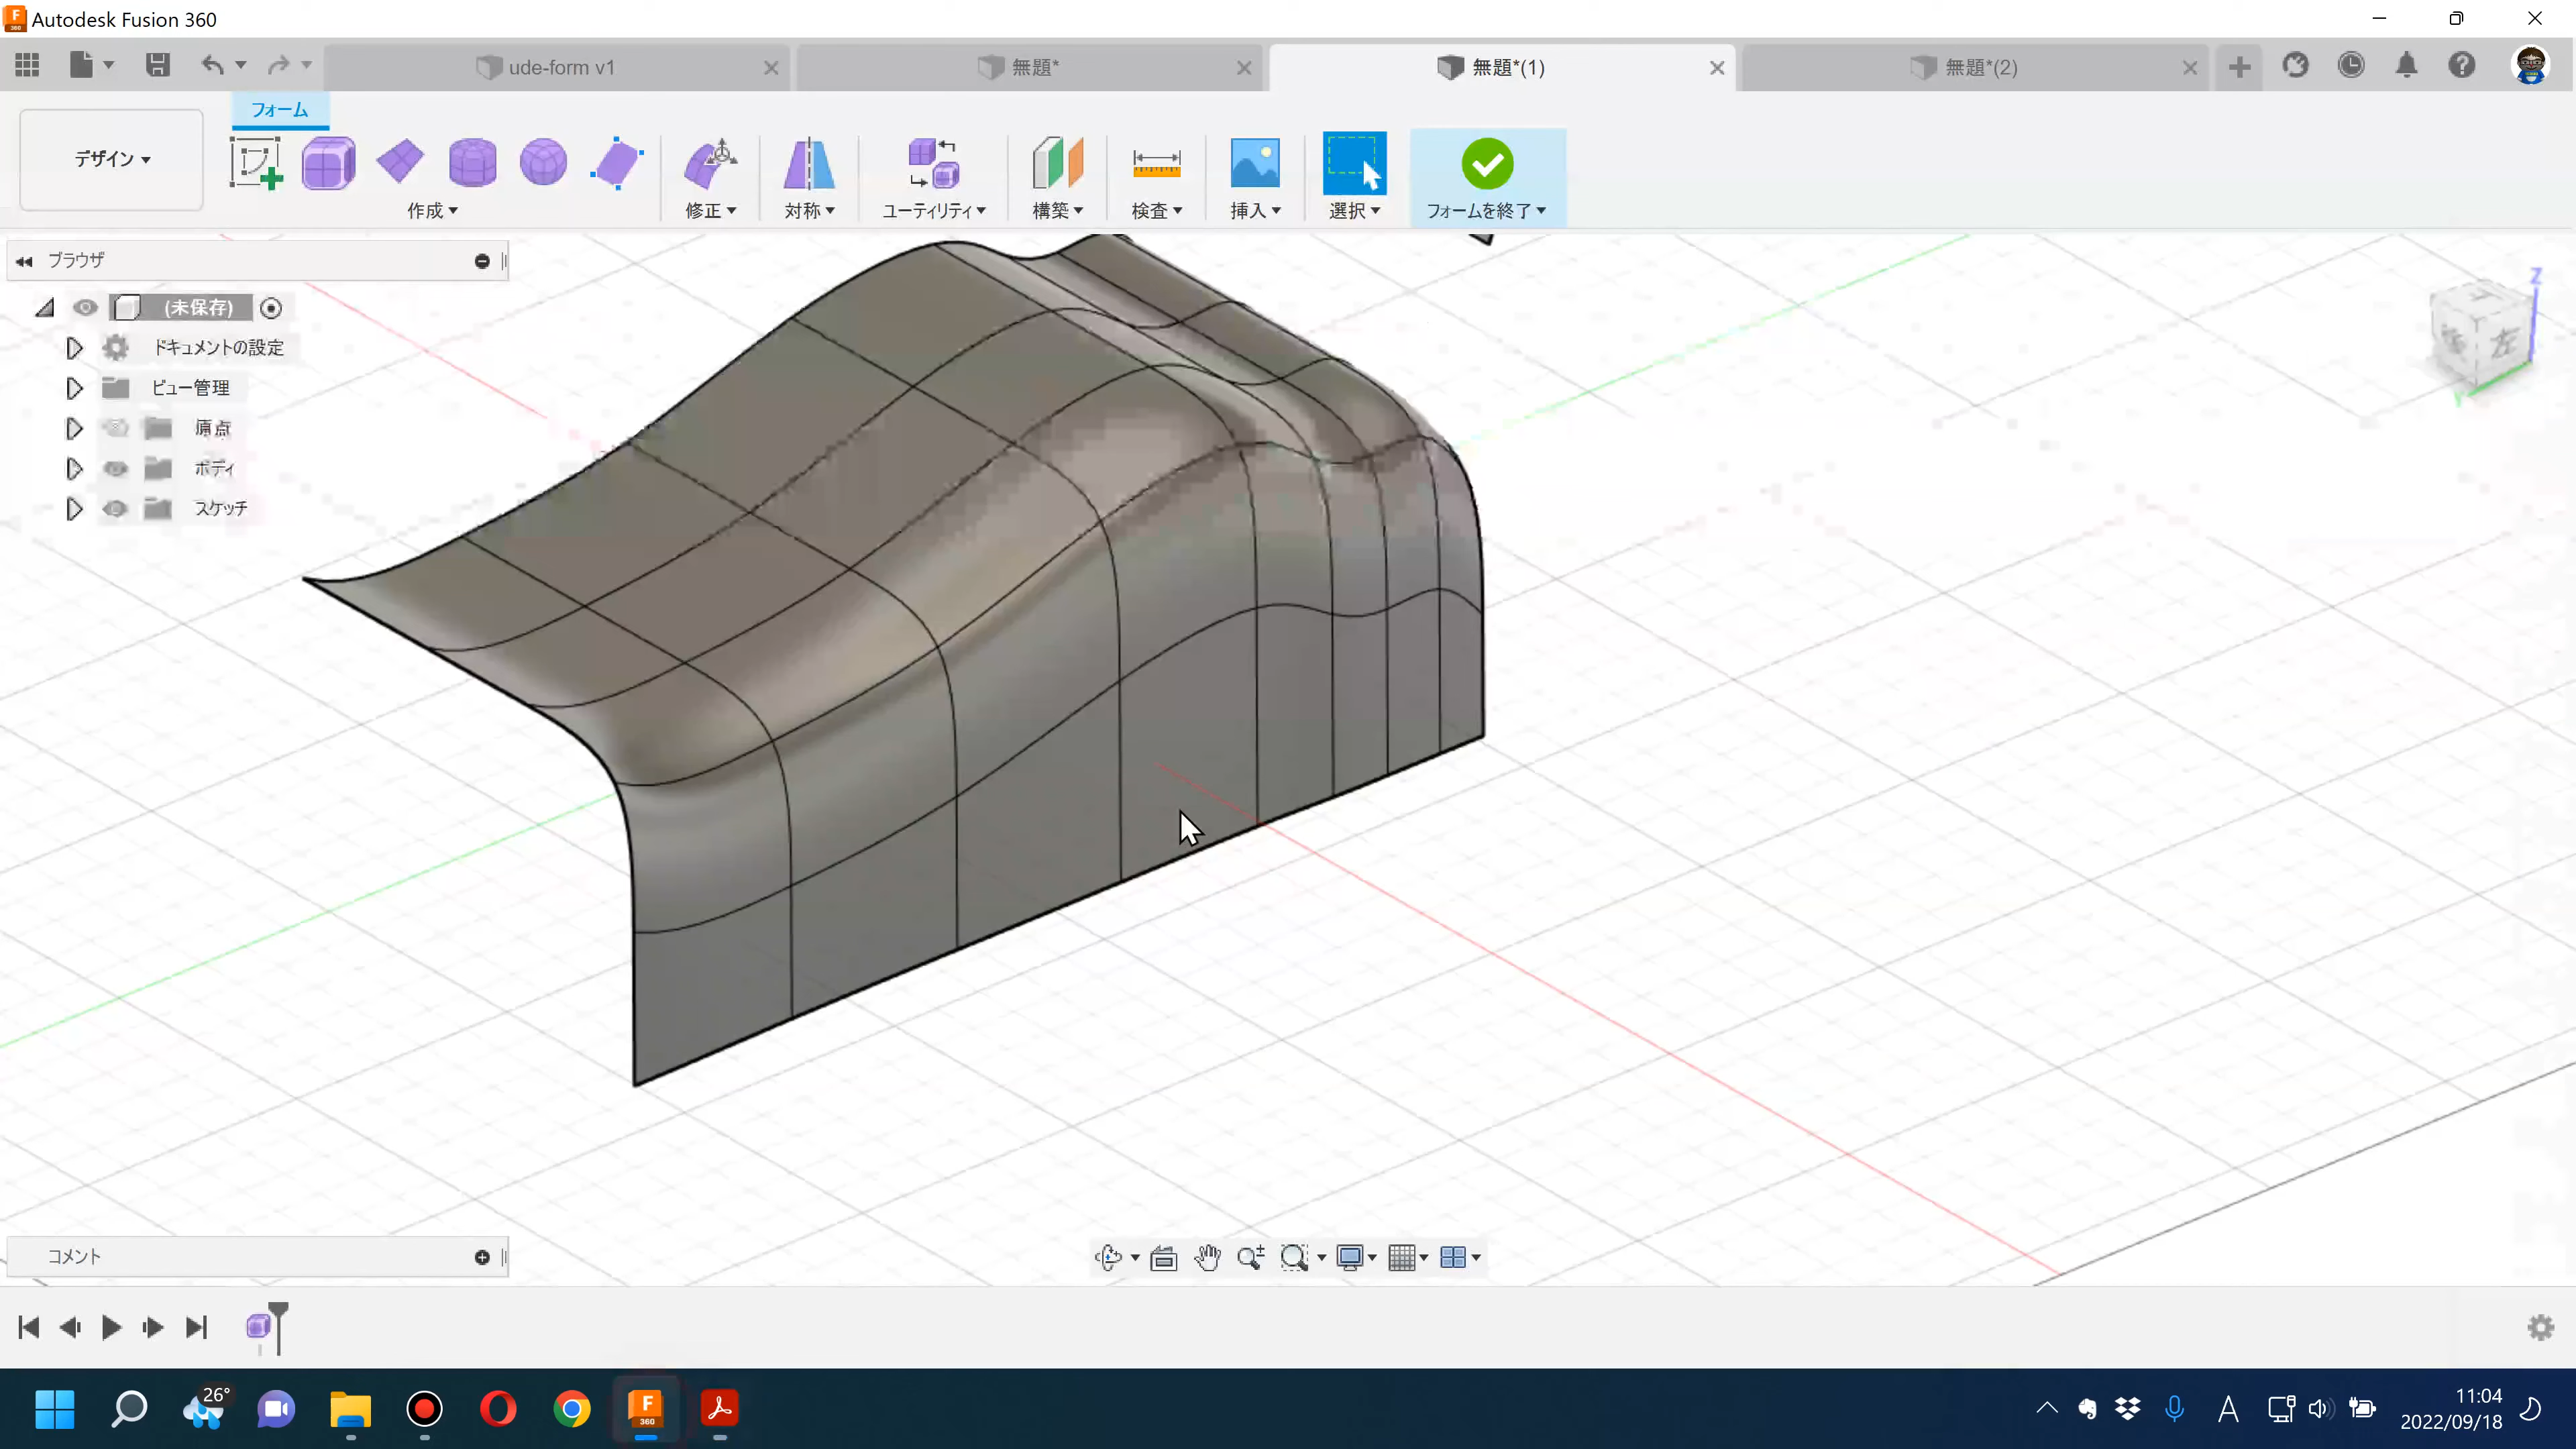 Autodesk Fusion 360
ude-form v1
無題*
無題*(1)
無題*(2)
フォーム
デザイン
作成
修正
対称
ユーティリティ
構築
検査
挿入
選択
フォームを終了
ブラウザ
(未保存)
ドキュメントの設定
ビュー管理
原点
ボディ
スケッチ
Z
左
コメント
26°
F
360
A
11:04
2022/09/18